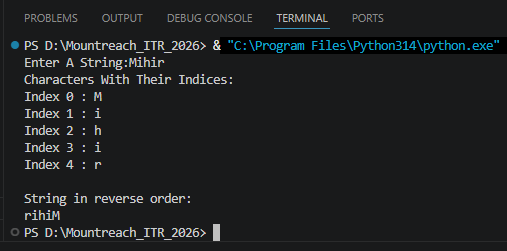 PROBLEMS OUTPUT DEBUG CONSOLE TERMINAL PORTS
PS D:\Mountreach_ITR_2026> & "C:\Program Files\Python314\python.exe"
Enter A String:Mihir
Characters With Their Indices:
Index 0 : M
Index 1 : i
Index 2 : h
Index 3 : i
Index 4 : r
String in reverse order:
rihiM
PS D:\Mountreach_ITR_2026>